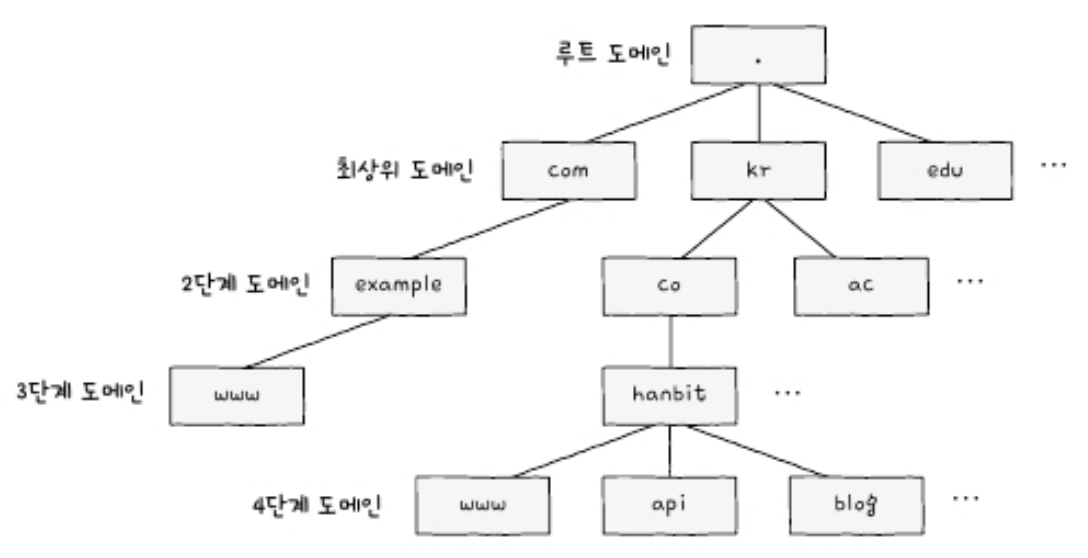 루트 도메인 .
최상위 도메인 com kr edu ...
2단계 도메인 example co ac ...
3단계 도메인 www hanbit ...
4단계 도메인 www api blog ...